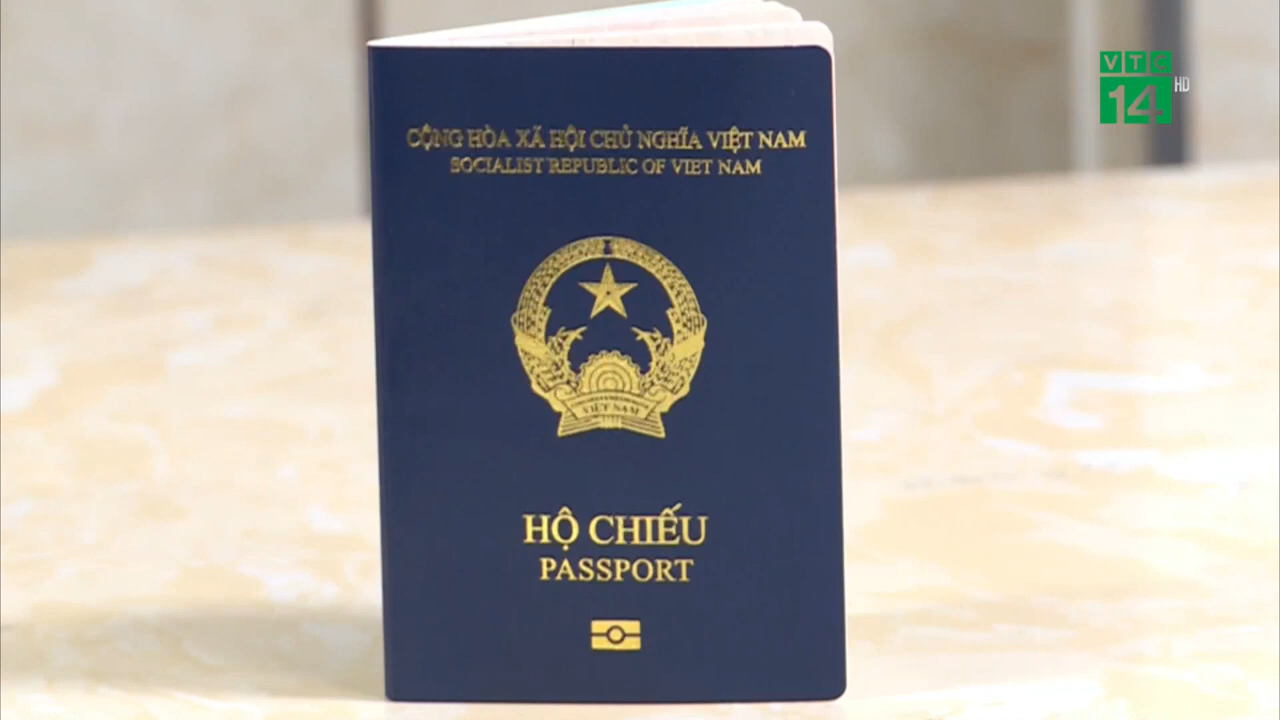 VTC
14
HD
CỘNG HÒA XÃ HỘI CHỦ NGHĨA VIỆT NAM
SOCIALIST REPUBLIC OF VIET NAM
VIỆT NAM
HỘ CHIẾU
PASSPORT